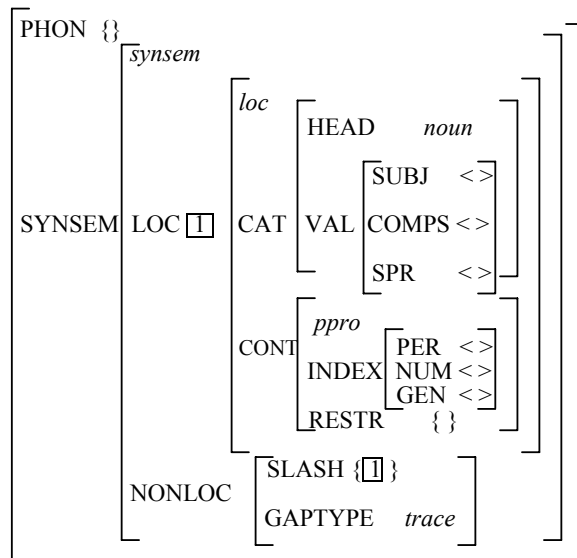 PHON {}
synsem
loc
HEAD noun
SUBJ < >
SYNSEM LOC 1 CAT VAL COMPS < >
SPR < >
ppro
CONT
PER < >
INDEX NUM < >
GEN < >
RESTR { }
SLASH { 1 }
NONLOC
GAPTYPE trace